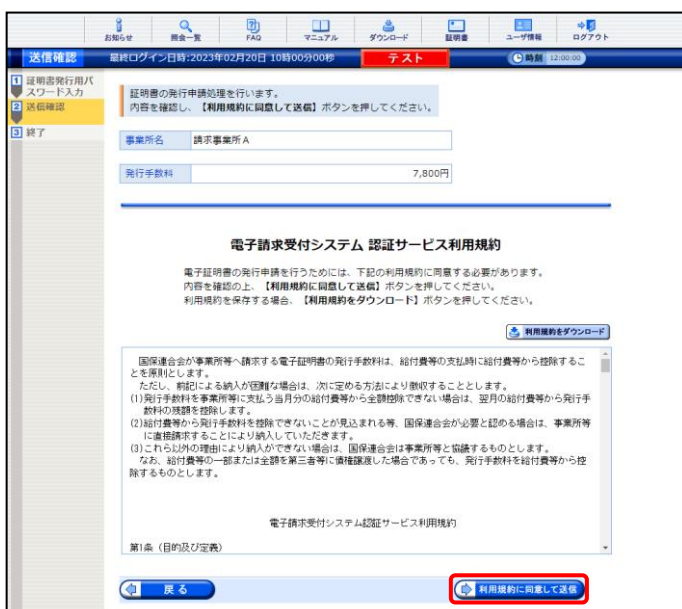 お知らせ 照会一覧 FAQ マニュアル ダウンロード 証明書 ユーザ情報 ログアウト
送信確認 最終ログイン日時:2023年02月20日 10時00分00秒 テスト 時刻 12:00:00
1 証明書発行用パスワード入力
2 送信確認
3 終了
証明書の発行申請処理を行います。
内容を確認し、【利用規約に同意して送信】ボタンを押してください。
事業所名 請求事業所A
発行手数料 7,800円
電子請求受付システム 認証サービス利用規約
電子証明書の発行申請を行うためには、下記の利用規約に同意する必要があります。
内容を確認の上、【利用規約に同意して送信】ボタンを押してください。
利用規約を保存する場合、【利用規約をダウンロード】ボタンを押してください。
利用規約をダウンロード
国保連合会が事業所等へ請求する電子証明書の発行手数料は、給付費等の支払時に給付費等から控除するこ
とを原則とします。
ただし、前記による納入が困難な場合は、次に定める方法により徴収することとします。
(1)発行手数料を事業所等に支払う当月分の給付費等から全額控除できない場合は、翌月の給付費等から発行手
数料の残額を控除します。
(2)給付費等から発行手数料を控除できないことが見込まれる等、国保連合会が必要と認める場合は、事業所等
に直接請求することにより納入していただきます。
(3)これら以外の理由により納入ができない場合は、国保連合会は事業所等と協議するものとします。
なお、給付費等の一部または全額を第三者等に債権譲渡した場合であっても、発行手数料を給付費等から控
除するものとします。
電子請求受付システム認証サービス利用規約
第1条（目的及び定義）
戻る 利用規約に同意して送信